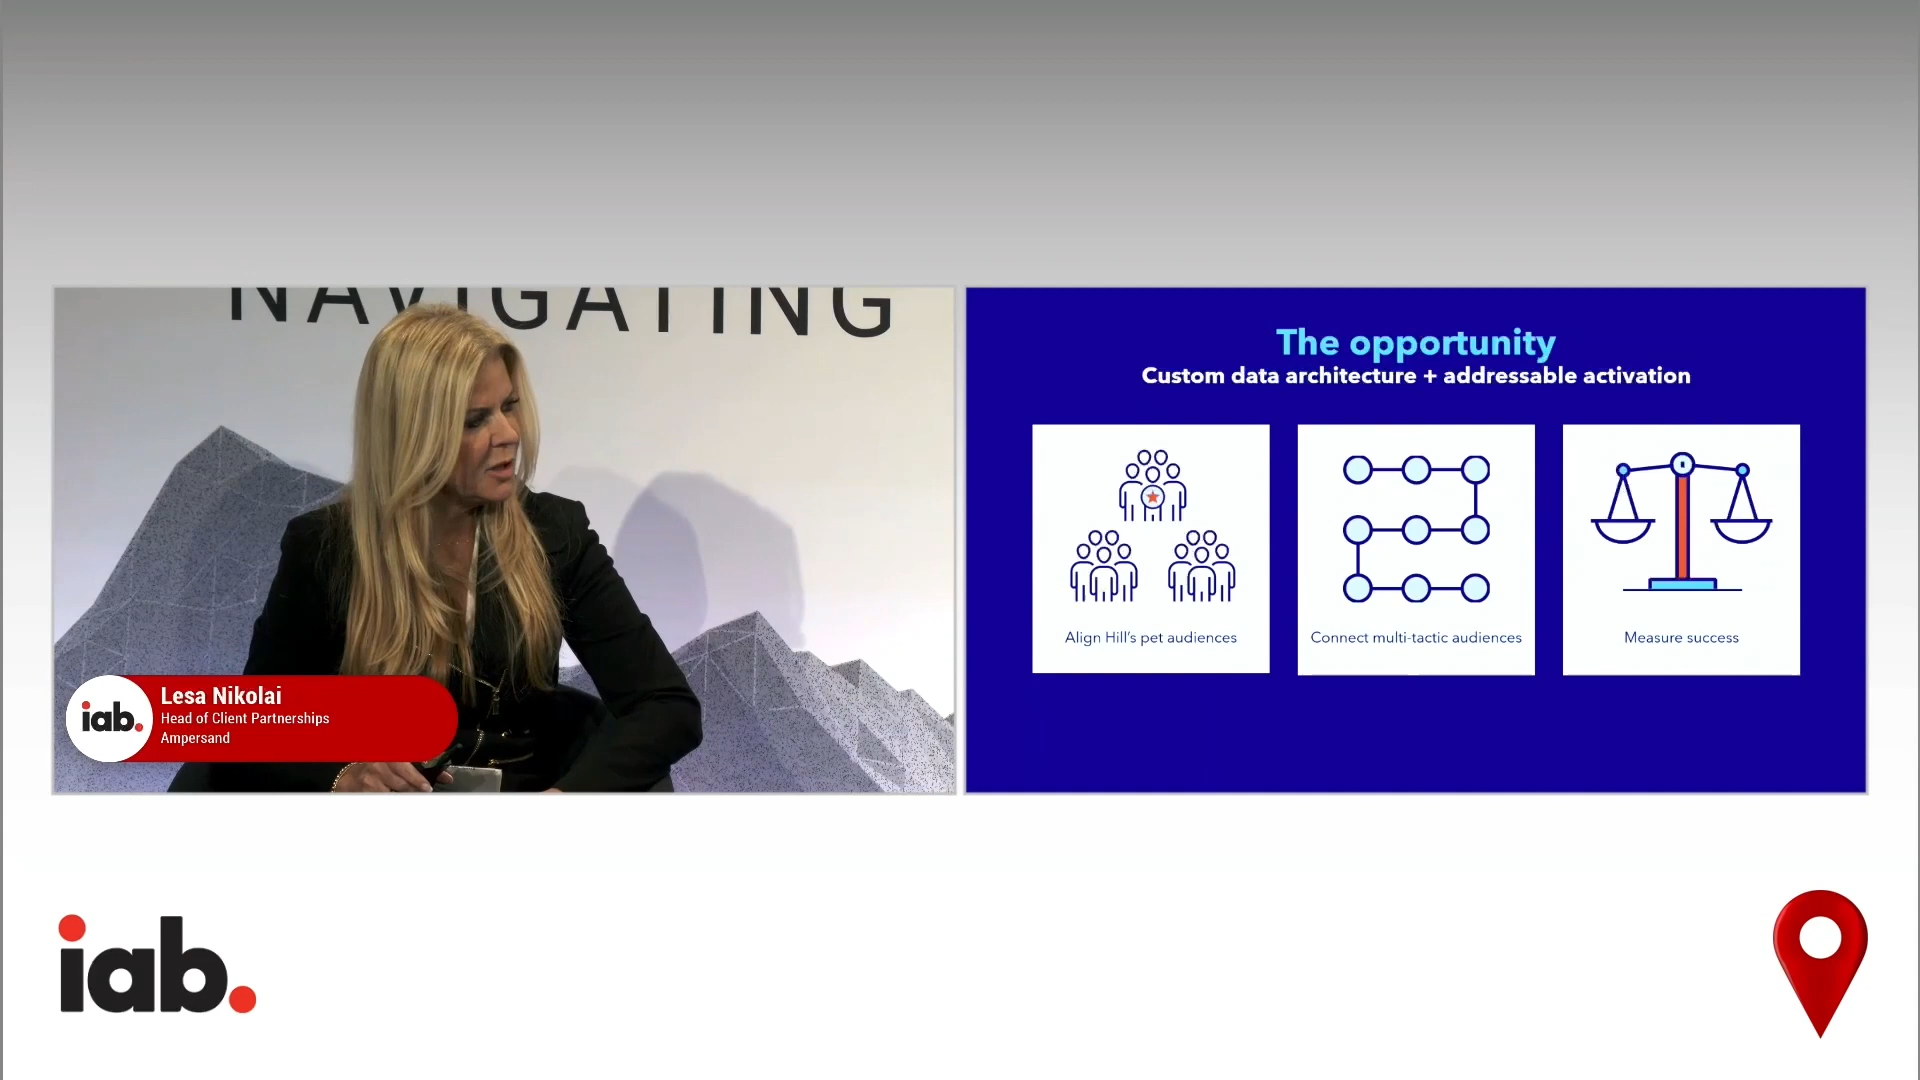 NAVIGATING
iab.
Lesa Nikolai
Head of Client Partnerships
Ampersand
The opportunity
Custom data architecture + addressable activation
Align Hill's pet audiences
Connect multi-tactic audiences
Measure success
iab.